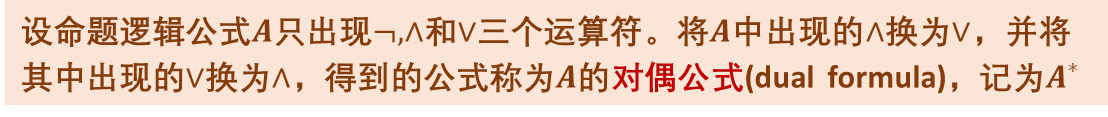 设命题逻辑公式A只出现¬,∧和∨三个运算符。将A中出现的∧换为∨，并将
其中出现的∨换为∧，得到的公式称为A的对偶公式(dual formula)，记为A*